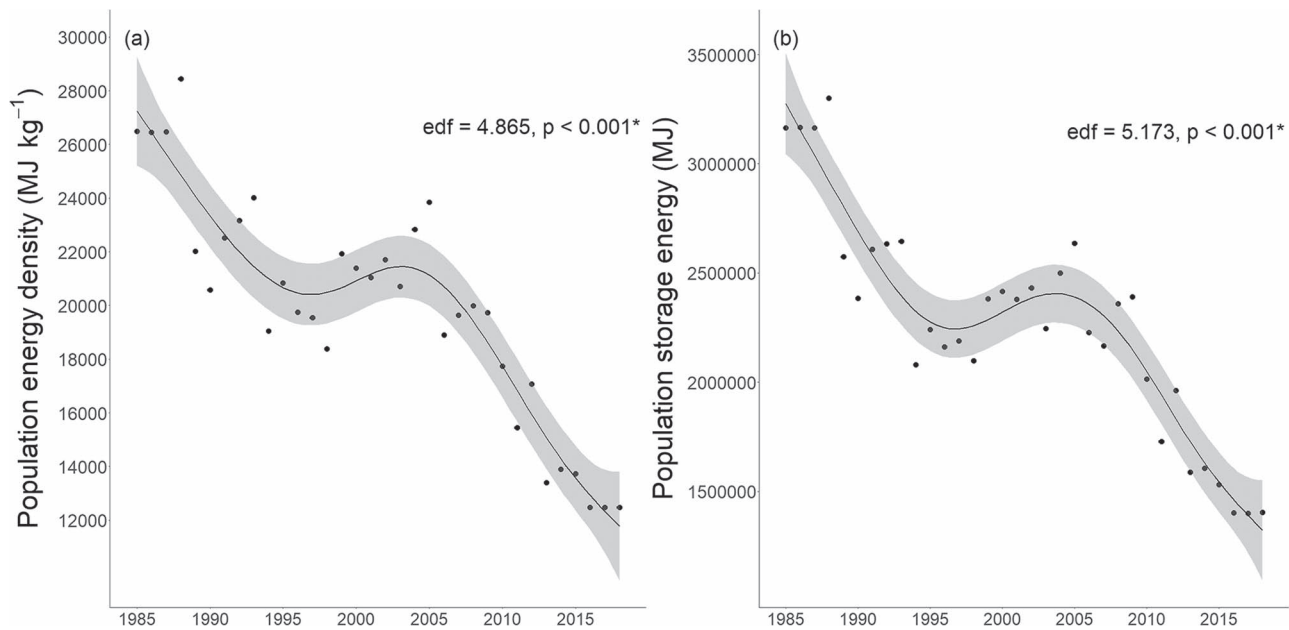 (a)
Population energy density (MJ kg⁻¹)
30000
28000
26000
24000
22000
20000
18000
16000
14000
12000
edf = 4.865, p < 0.001*
1985 1990 1995 2000 2005 2010 2015
(b)
Population storage energy (MJ)
3500000
3000000
2500000
2000000
1500000
edf = 5.173, p < 0.001*
1985 1990 1995 2000 2005 2010 2015